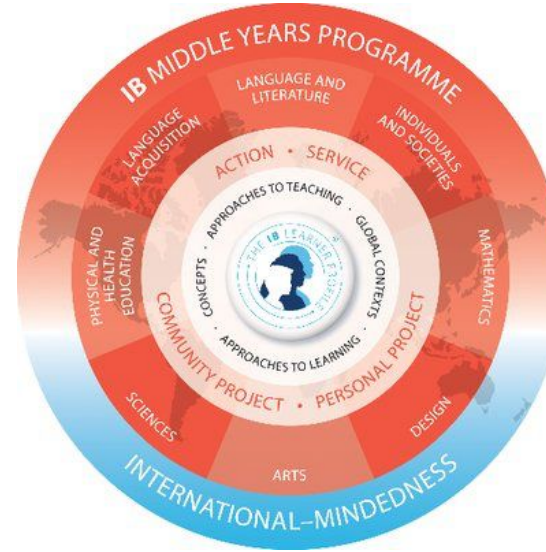 IB MIDDLE YEARS PROGRAMME
LANGUAGE AND
LITERATURE
INDIVIDUALS
AND SOCIETIES
MATHEMATICS
DESIGN
ARTS
SCIENCES
PHYSICAL AND
HEALTH
EDUCATION
LANGUAGE
ACQUISITION
ACTION • SERVICE
PERSONAL PROJECT
COMMUNITY PROJECT •
APPROACHES TO TEACHING •
GLOBAL CONTEXTS •
APPROACHES TO LEARNING •
CONCEPTS •
THE IB LEARNER PROFILE
INTERNATIONAL–MINDEDNESS